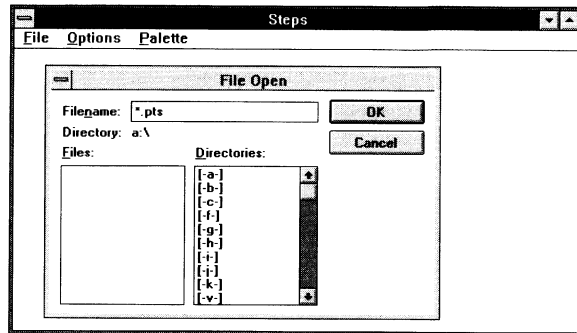 Steps
File Options Palette
File Open
Filename: *.pts
OK
Directory: a:\
Cancel
Files:
Directories:
[-a-]
[-b-]
[-c-]
[-f-]
[-g-]
[-h-]
[-i-]
[-j-]
[-k-]
[-v-]